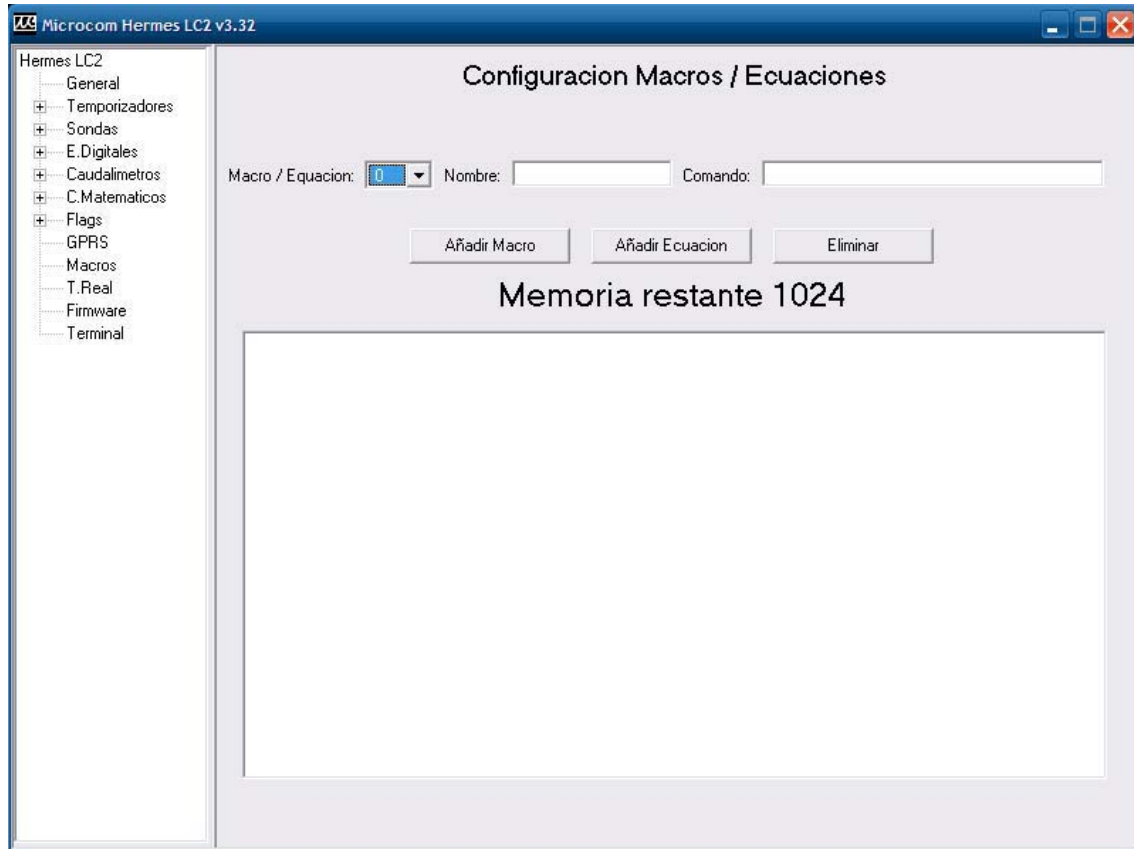 Microcom Hermes LC2 v3.32
Hermes LC2
General
Temporizadores
Sondas
E.Digitales
Caudalimetros
C.Matematicos
Flags
GPRS
Macros
T.Real
Firmware
Terminal
Configuracion Macros / Ecuaciones
Macro / Equacion: 0 Nombre: Comando:
Añadir Macro Añadir Ecuacion Eliminar
Memoria restante 1024